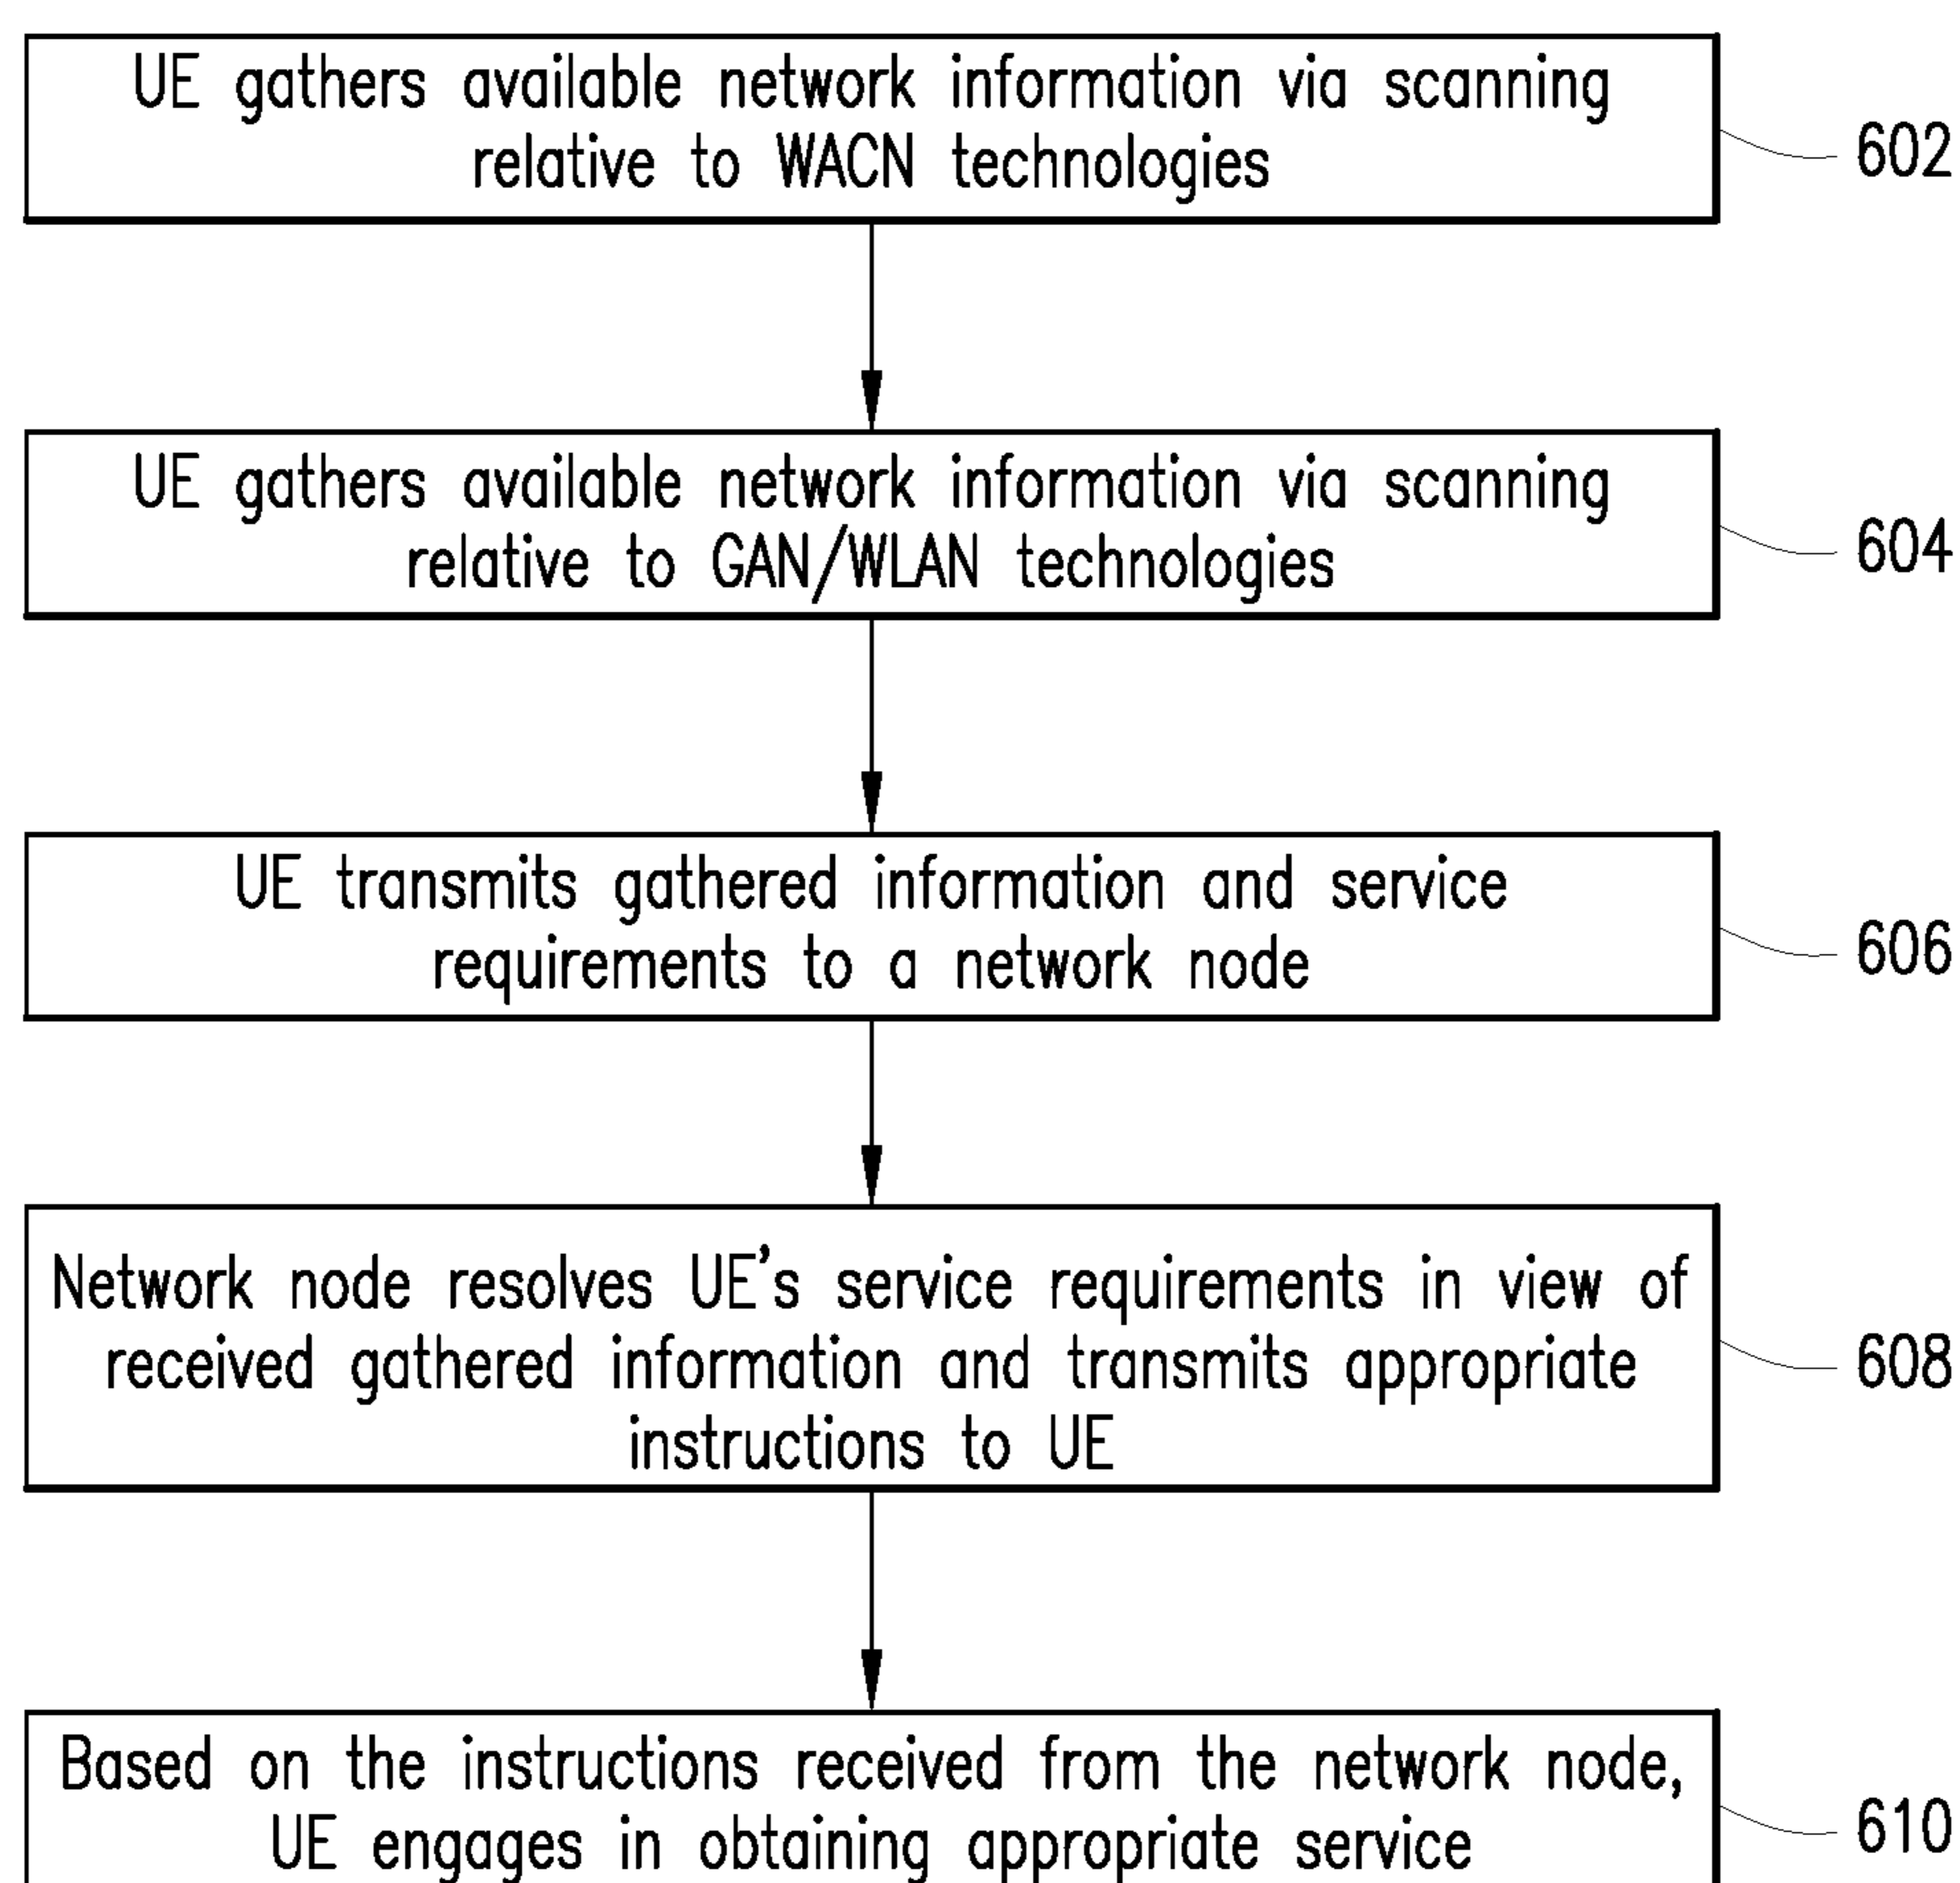 UE gathers available network information via scanning
relative to WACN technologies
602
UE gathers available network information via scanning
relative to GAN/WLAN technologies
604
UE transmits gathered information and service
requirements to a network node
606
Network node resolves UE's service requirements in view of
received gathered information and transmits appropriate
instructions to UE
608
Based on the instructions received from the network node,
UE engages in obtaining appropriate service
610